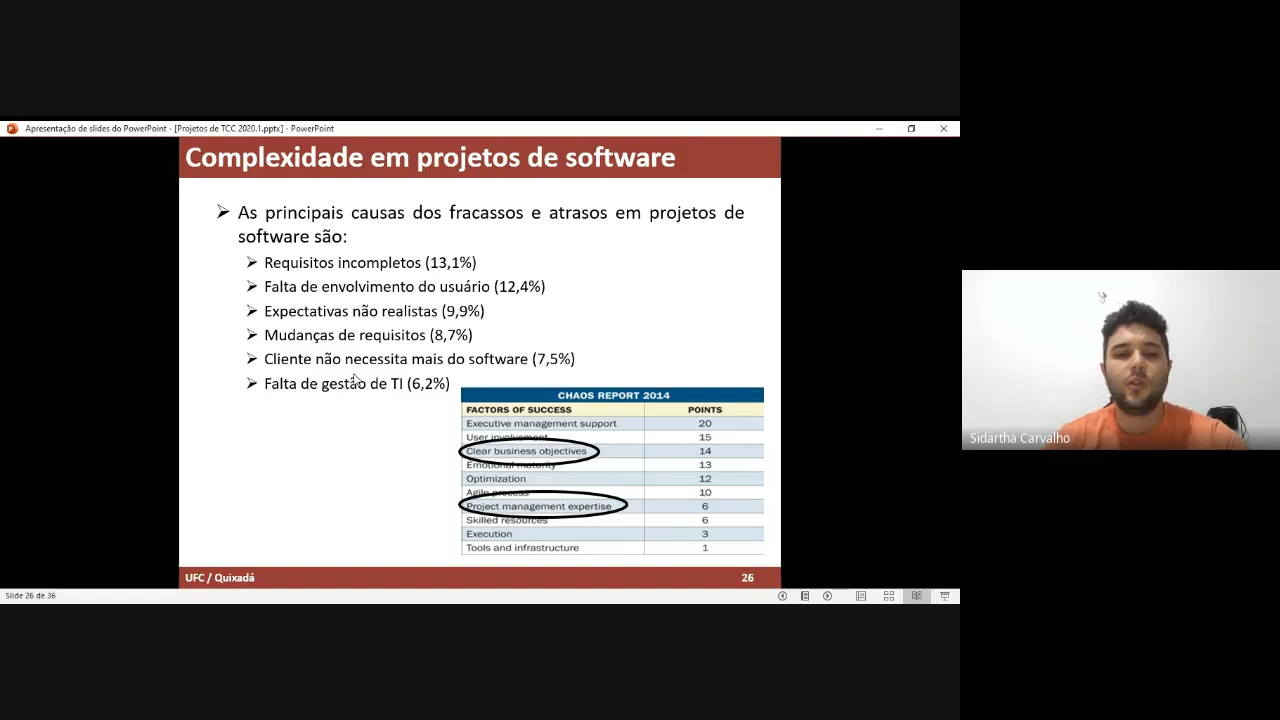 Apresentação de slides do PowerPoint - [Projetos de TCC 2020.1.pptx] - PowerPoint
Complexidade em projetos de software
As principais causas dos fracassos e atrasos em projetos de
software são:
Requisitos incompletos (13,1%)
Falta de envolvimento do usuário (12,4%)
Expectativas não realistas (9,9%)
Mudanças de requisitos (8,7%)
Cliente não necessita mais do software (7,5%)
Falta de gestão de TI (6,2%)
CHAOS REPORT 2014
FACTORS OF SUCCESS POINTS
Executive management support 20
User involvement 15
Clear business objectives 14
Emotional maturity 13
Optimization 12
Agile process 10
Project management expertise 6
Skilled resources 6
Execution 3
Tools and infrastructure 1
UFC / Quixadá 26
Slide 26 de 36
Sidartha Carvalho